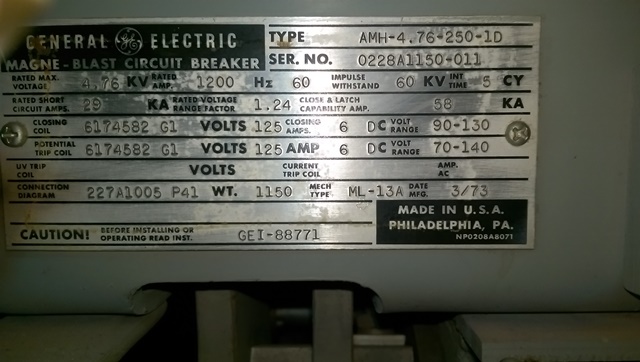 GENERAL GE ELECTRIC
MAGNE-BLAST CIRCUIT BREAKER
TYPE AMH-4.76-250-1D
SER. NO. 0228A1150-011
RATED MAX. VOLTAGE 4.76 KV RATED AMP. 1200 Hz 60 IMPULSE WITHSTAND 60 KV INT TIME 5 CY
RATED SHORT CIRCUIT AMPS. 29 KA RATED VOLTAGE RANGE FACTOR 1.24 CLOSE & LATCH CAPABILITY AMP. 58 KA
CLOSING COIL 6174582 G1 VOLTS 125 CLOSING AMPS. 6 DC VOLT RANGE 90-130
POTENTIAL TRIP COIL 6174582 G1 VOLTS 125 AMP 6 DC VOLT RANGE 70-140
UV TRIP COIL VOLTS CURRENT TRIP COIL AMP. AC
CONNECTION DIAGRAM 227A1005 P41 WT. 1150 MECH TYPE ML-13A DATE MFG. 3/73
CAUTION! BEFORE INSTALLING OR OPERATING READ INST. GEI-88771
MADE IN U.S.A.
PHILADELPHIA, PA.
NP0208A8071